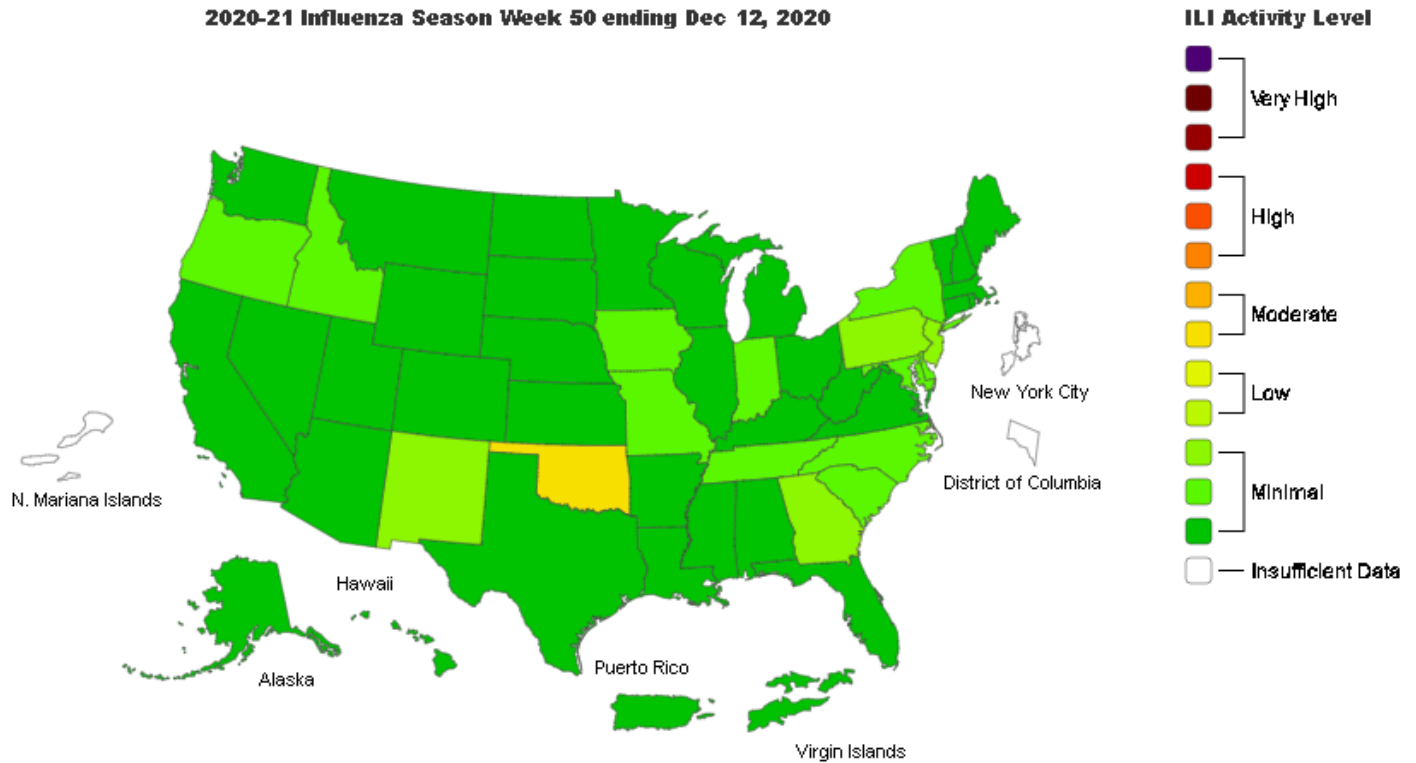 2020-21 Influenza Season Week 50 ending Dec 12, 2020
ILI Activity Level
Very High
High
Moderate
Low
Minimal
Insufficient Data
New York City
District of Columbia
N. Mariana Islands
Hawaii
Alaska
Puerto Rico
Virgin Islands